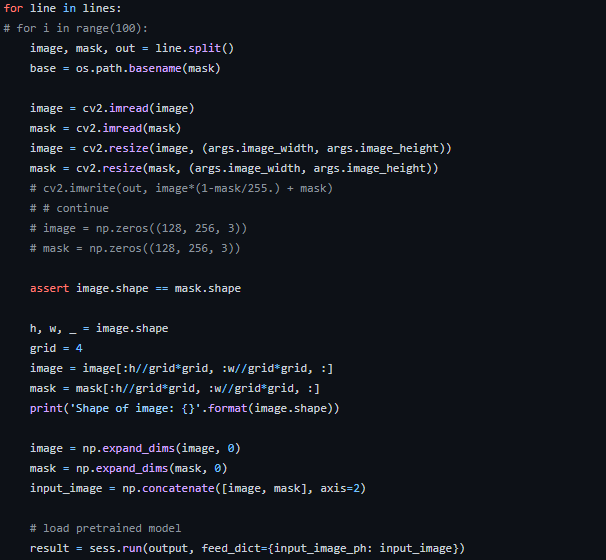 for line in lines:
# for i in range(100):
    image, mask, out = line.split()
    base = os.path.basename(mask)

    image = cv2.imread(image)
    mask = cv2.imread(mask)
    image = cv2.resize(image, (args.image_width, args.image_height))
    mask = cv2.resize(mask, (args.image_width, args.image_height))
    # cv2.imwrite(out, image*(1-mask/255.) + mask)
    # # continue
    # image = np.zeros((128, 256, 3))
    # mask = np.zeros((128, 256, 3))

    assert image.shape == mask.shape

    h, w, _ = image.shape
    grid = 4
    image = image[:h//grid*grid, :w//grid*grid, :]
    mask = mask[:h//grid*grid, :w//grid*grid, :]
    print('Shape of image: {}'.format(image.shape))

    image = np.expand_dims(image, 0)
    mask = np.expand_dims(mask, 0)
    input_image = np.concatenate([image, mask], axis=2)

    # load pretrained model
    result = sess.run(output, feed_dict={input_image_ph: input_image})